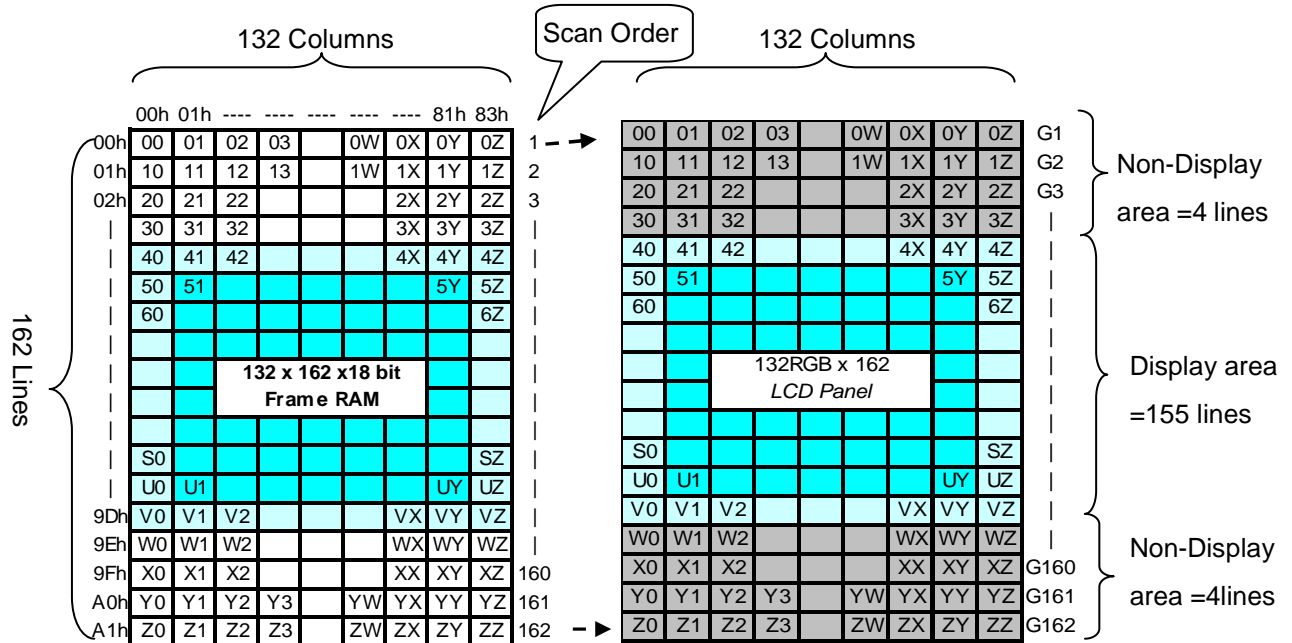 132 Columns
Scan Order
132 Columns
00h 01h ---- ---- ---- ---- ---- 81h 83h
00h 00 01 02 03 0W 0X 0Y 0Z 1
01h 10 11 12 13 1W 1X 1Y 1Z 2
02h 20 21 22 2X 2Y 2Z 3
30 31 32 3X 3Y 3Z
40 41 42 4X 4Y 4Z
50 51 5Y 5Z
60 6Z
132 x 162 x18 bit
Frame RAM
S0 SZ
U0 U1 UY UZ
9Dh V0 V1 V2 VX VY VZ
9Eh W0 W1 W2 WX WY WZ
9Fh X0 X1 X2 XX XY XZ 160
A0h Y0 Y1 Y2 Y3 YW YX YY YZ 161
A1h Z0 Z1 Z2 Z3 ZW ZX ZY ZZ 162
162 Lines
00 01 02 03 0W 0X 0Y 0Z G1
10 11 12 13 1W 1X 1Y 1Z G2
20 21 22 2X 2Y 2Z G3
30 31 32 3X 3Y 3Z
40 41 42 4X 4Y 4Z
50 51 5Y 5Z
60 6Z
132RGB x 162
LCD Panel
S0 SZ
U0 U1 UY UZ
V0 V1 V2 VX VY VZ
W0 W1 W2 WX WY WZ
X0 X1 X2 XX XY XZ G160
Y0 Y1 Y2 Y3 YW YX YY YZ G161
Z0 Z1 Z2 Z3 ZW ZX ZY ZZ G162
Non-Display
area =4 lines
Display area
=155 lines
Non-Display
area =4lines